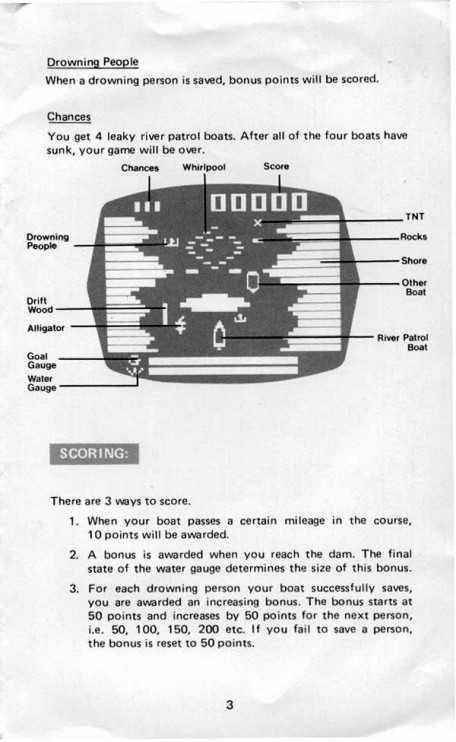 Drowning People
When a drowning person is saved, bonus points will be scored.
Chances
You get 4 leaky river patrol boats. After all of the four boats have
sunk, your game will be over.
Chances Whirlpool Score
00000
TNT
Drowning
People
Rocks
Shore
Other
Boat
Drift
Wood
Alligator
River Patrol
Boat
Goal
Gauge
Water
Gauge
SCORING:
There are 3 ways to score.
1. When your boat passes a certain mileage in the course,
10 points will be awarded.
2. A bonus is awarded when you reach the dam. The final
state of the water gauge determines the size of this bonus.
3. For each drowning person your boat successfully saves,
you are awarded an increasing bonus. The bonus starts at
50 points and increases by 50 points for the next person,
i.e. 50, 100, 150, 200 etc. If you fail to save a person,
the bonus is reset to 50 points.
3